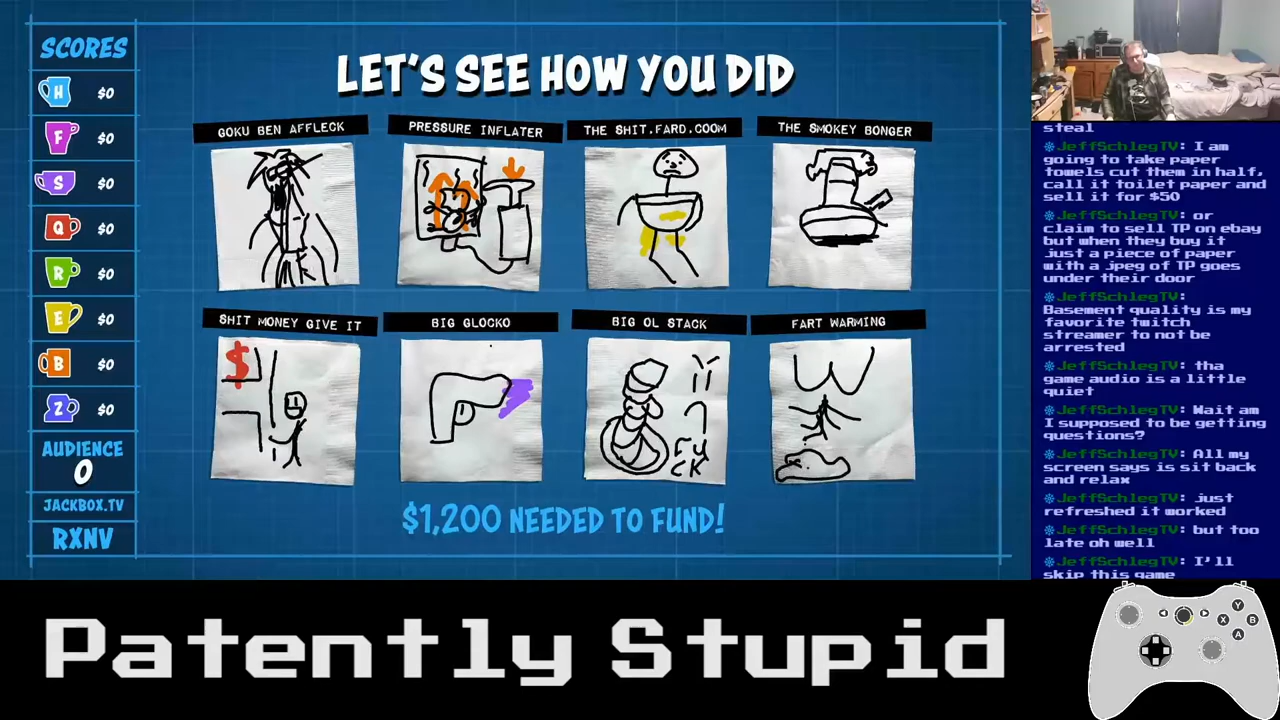 SCORES
H $0
F $0
S $0
Q $0
R $0
E $0
B $0
Z $0
AUDIENCE
0
JACKBOX.TV
RXNV
LET'S SEE HOW YOU DID
GOKU BEN AFFLECK
PRESSURE INFLATER
THE SHIT.FARD.COOM
THE SMOKEY BONGER
SHIT MONEY GIVE IT
$
BIG GLOCKO
BIG OL STACK
FU
CK
FART WARMING
$1,200 NEEDED TO FUND!
steal
JeffSchlegTV: I am
going to take paper
towels cut them in half,
call it toilet paper and
sell it for $50
JeffSchlegTV: or
claim to sell TP on ebay
but when they buy it
just a piece of paper
with a jpeg of TP goes
under their door
JeffSchlegTV:
Basement quality is my
favorite twitch
streamer to not be
arrested
JeffSchlegTV: tha
game audio is a little
quiet
JeffSchlegTV: Wait am
I supposed to be getting
questions?
JeffSchlegTV: All my
screen says is sit back
and relax
JeffSchlegTV: just
refreshed it worked
JeffSchlegTV: but too
late oh well
JeffSchlegTV: I'll
skip this game
Patently Stupid
Y
X B
A